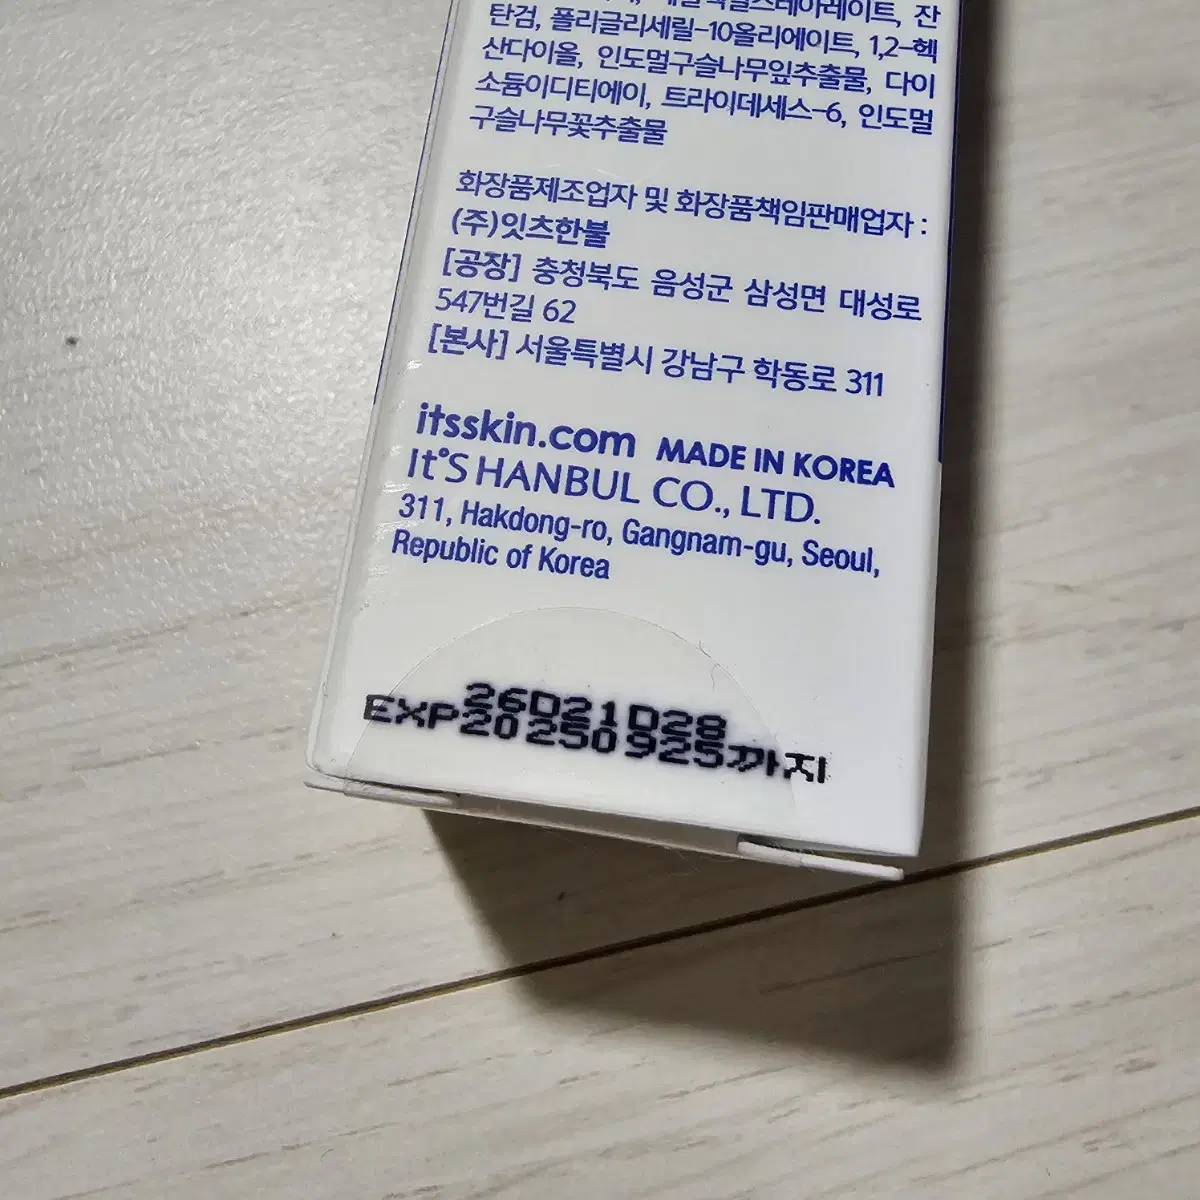 잔
탄검, 폴리글리세릴-10올리에이트, 1,2-헥
산다이올, 인도멀구슬나무잎추출물, 다이
소듐이디티에이, 트라이데세스-6, 인도멀
구슬나무꽃추출물
화장품제조업자 및 화장품책임판매업자 :
(주)잇츠한불
[공장] 충청북도 음성군 삼성면 대성로
547번길 62
[본사] 서울특별시 강남구 학동로 311
itsskin.com MADE IN KOREA
It°S HANBUL CO., LTD.
311, Hakdong-ro, Gangnam-gu, Seoul,
Republic of Korea
26D21D28
EXP20250925까지